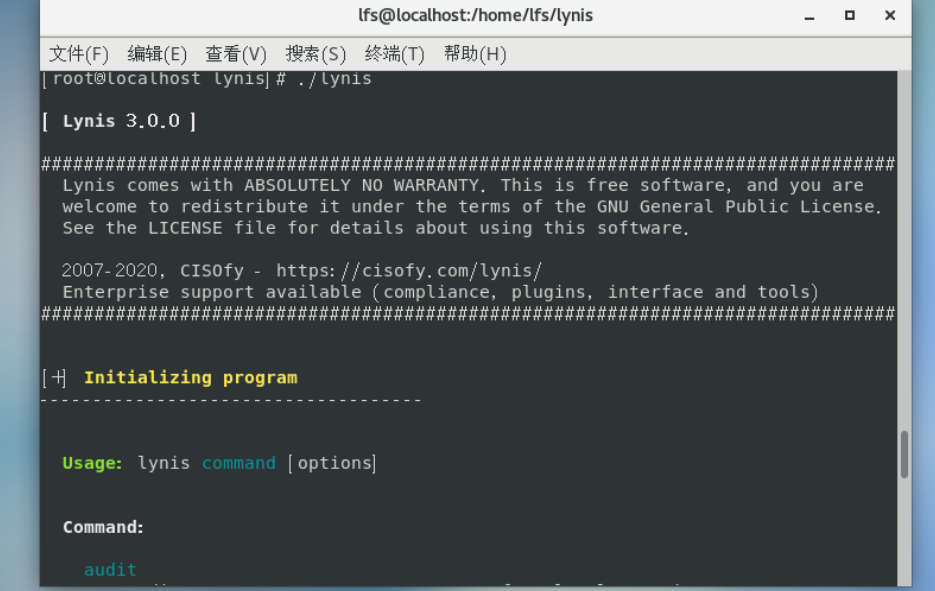 lfs@localhost:/home/lfs/lynis
文件(F) 编辑(E) 查看(V) 搜索(S) 终端(T) 帮助(H)
[root@localhost lynis]# ./lynis
[ Lynis 3.0.0 ]
################################################################################
Lynis comes with ABSOLUTELY NO WARRANTY. This is free software, and you are
welcome to redistribute it under the terms of the GNU General Public License.
See the LICENSE file for details about using this software.
2007-2020, CISOfy - https://cisofy.com/lynis/
Enterprise support available (compliance, plugins, interface and tools)
################################################################################
[+] Initializing program
------------------------------------
Usage: lynis command [options]
Command:
audit